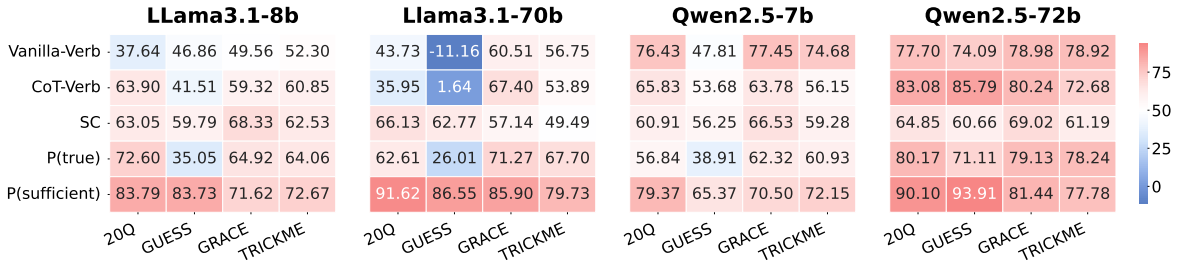 LLama3.1-8b Llama3.1-70b Qwen2.5-7b Qwen2.5-72b
Vanilla-Verb 37.64 46.86 49.56 52.30 43.73 -11.16 60.51 56.75 76.43 47.81 77.45 74.68 77.70 74.09 78.98 78.92
75
CoT-Verb 63.90 41.51 59.32 60.85 35.95 1.64 67.40 53.89 65.83 53.68 63.78 56.15 83.08 85.79 80.24 72.68
50
SC 63.05 59.79 68.33 62.53 66.13 62.77 57.14 49.49 60.91 56.25 66.53 59.28 64.85 60.66 69.02 61.19
25
P(true) 72.60 35.05 64.92 64.06 62.61 26.01 71.27 67.70 56.84 38.91 62.32 60.93 80.17 71.11 79.13 78.24
0
P(sufficient) 83.79 83.73 71.62 72.67 91.62 86.55 85.90 79.73 79.37 65.37 70.50 72.15 90.10 93.91 81.44 77.78
20Q GUESS GRACE TRICKME 20Q GUESS GRACE TRICKME 20Q GUESS GRACE TRICKME 20Q GUESS GRACE TRICKME